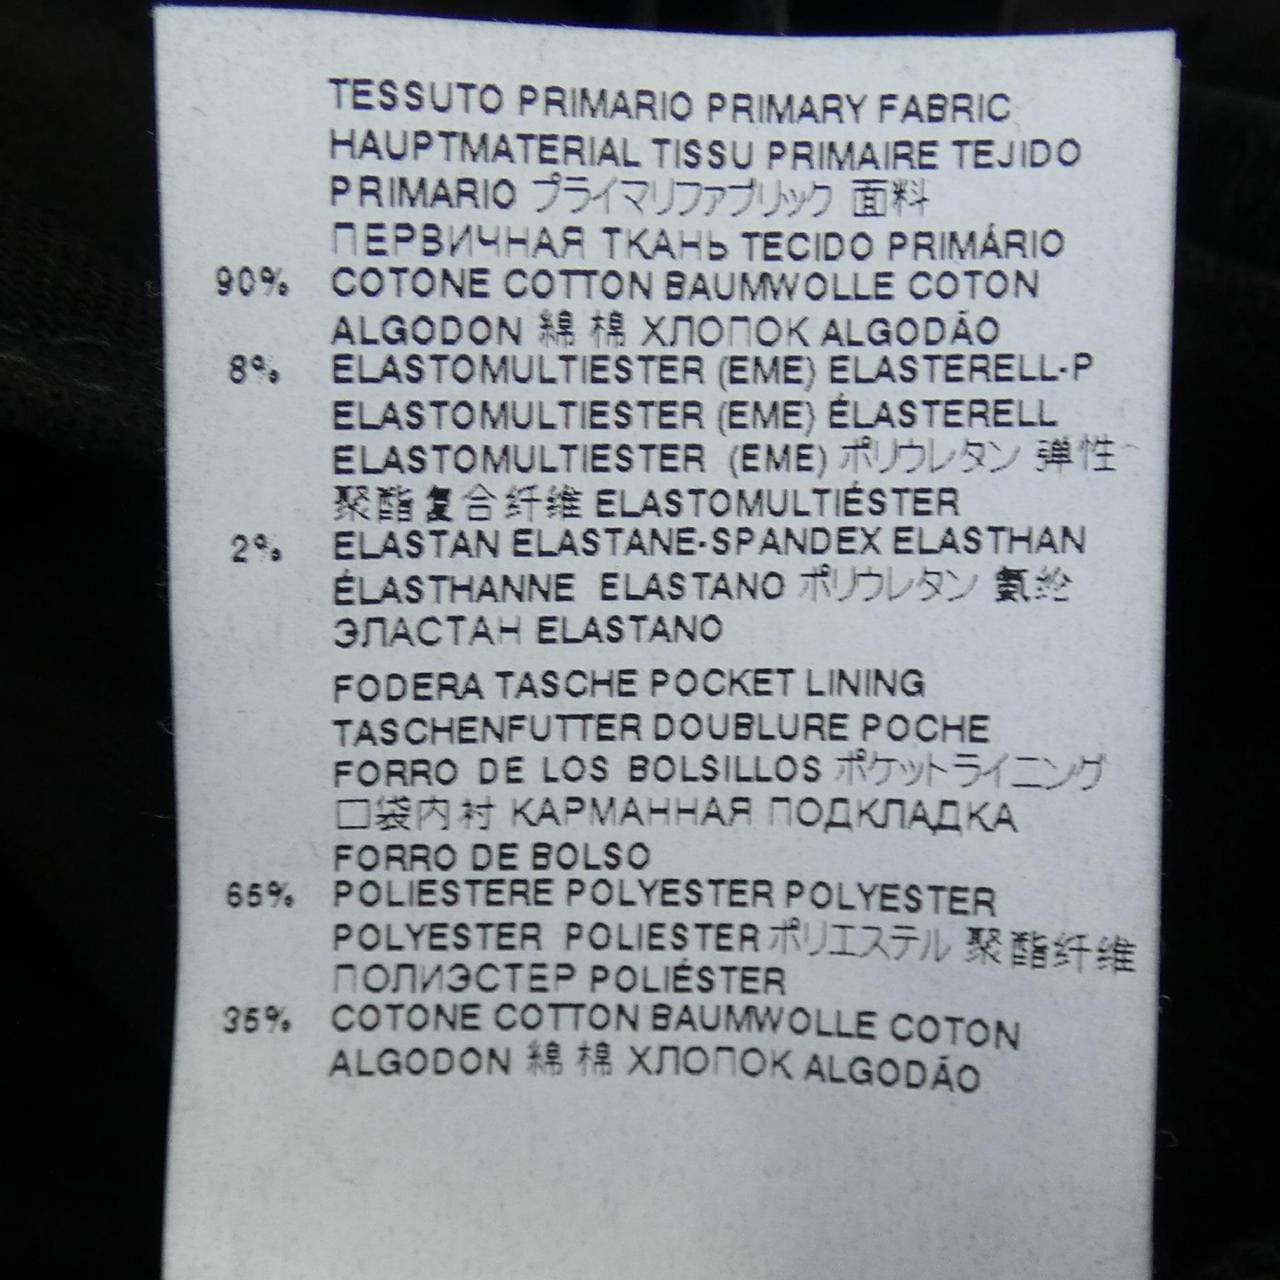 TESSUTO PRIMARIO PRIMARY FABRIC
HAUPTMATERIAL TISSU PRIMAIRE TEJIDO
PRIMARIO プライマリファブリック 面料
ПЕРВИЧНАЯ ТКАНЬ TECIDO PRIMÁRIO
90% COTONE COTTON BAUMWOLLE COTON
ALGODON 綿 棉 ХЛОПОК ALGODÃO
8% ELASTOMULTIESTER (EME) ELASTERELL-P
ELASTOMULTIESTER (EME) ÉLASTERELL
ELASTOMULTIESTER (EME) ポリウレタン 弹性
聚酯复合纤维 ELASTOMULTIÉSTER
2% ELASTAN ELASTANE-SPANDEX ELASTHAN
ÉLASTHANNE ELASTANO ポリウレタン 氨纶
ЭЛАСТАН ELASTANO
FODERA TASCHE POCKET LINING
TASCHENFUTTER DOUBLURE POCHE
FORRO DE LOS BOLSILLOS ポケットライニング
口袋内村 КАРМАННАЯ ПОДКЛАДКА
FORRO DE BOLSO
65% POLIESTERE POLYESTER POLYESTER
POLYESTER POLIESTER ポリエステル 聚酯纤维
ПОЛИЭСТЕР POLIÉSTER
35% COTONE COTTON BAUMWOLLE COTON
ALGODON 綿 棉 ХЛОПОК ALGODÃO